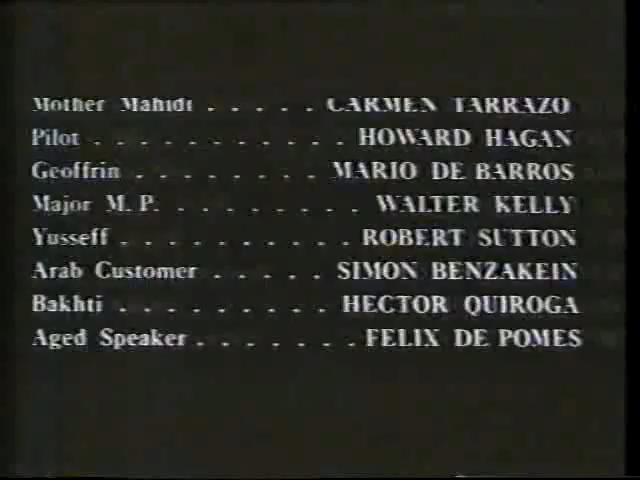 Mother Mahidi . . . . . CARMEN TARRAZO
Pilot . . . . . . . . . . . HOWARD HAGAN
Geoffrin . . . . . . . . MARIO DE BARROS
Major M.P. . . . . . . . . WALTER KELLY
Yusseff . . . . . . . . . . ROBERT SUTTON
Arab Customer . . . . . SIMON BENZAKEIN
Bakhti . . . . . . . . . HECTOR QUIROGA
Aged Speaker . . . . . . . FELIX DE POMES